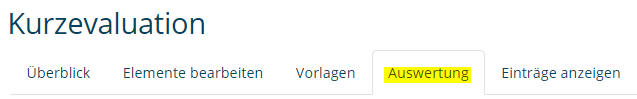 Kurzevaluation
Überblick Elemente bearbeiten Vorlagen Auswertung Einträge anzeigen